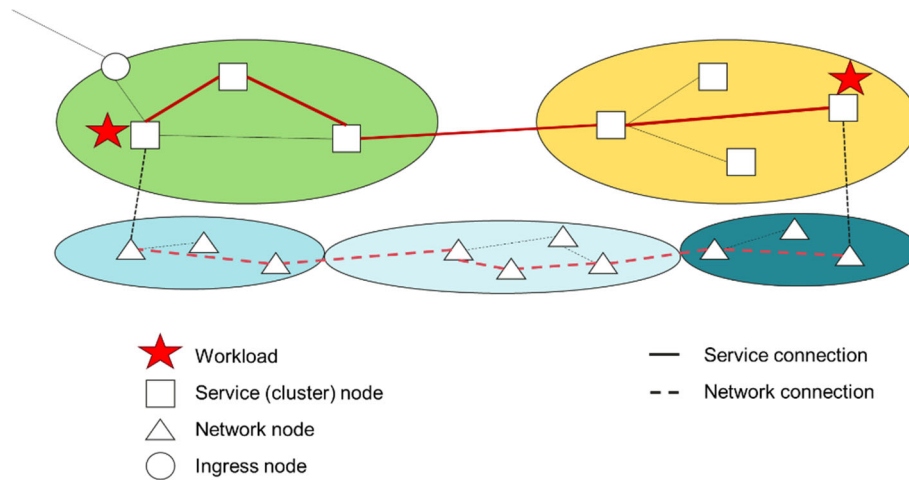 Workload
Service (cluster) node
Network node
Ingress node
Service connection
Network connection